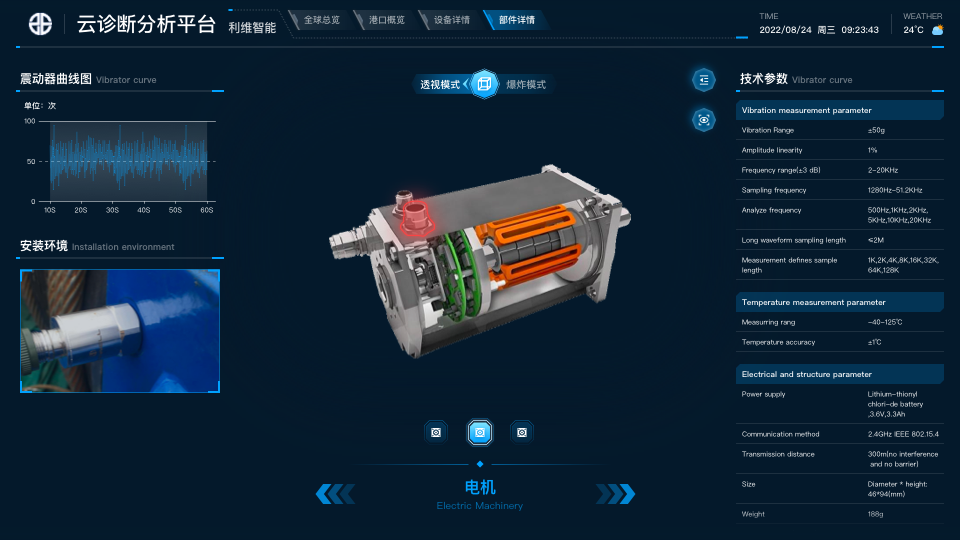 云诊断分析平台
利维智能
全球总览
港口概览
设备详情
部件详情
TIME
2022/08/24 周三 09:23:43
WEATHER
24℃
震动器曲线图 Vibrator curve
单位：次
100
50
0
10S 20S 30S 40S 50S 60S
安装环境 Installation environment
透视模式
爆炸模式
电机
Electric Machinery
技术参数 Vibrator curve
Vibration measurement parameter
Vibration Range ±50g
Amplitude linearity 1%
Frequency range(±3 dB) 2-20KHz
Sampling frequency 1280Hz-51.2KHz
Analyze frequency 500Hz,1KHz,2KHz,
5KHz,10KHz,20KHz
Long waveform sampling length ≤2M
Measurement defines sample 1K,2K,4K,8K,16K,32K,
length 64K,128K
Temperature measurement parameter
Measurring rang -40-125℃
Temperature accuracy ±1℃
Electrical and structure parameter
Power supply Lithium-thionyl
chlori-de battery
,3.6V,3.3Ah
Communication method 2.4GHz IEEE 802.15.4
Transmission distance 300m(no interference
and no barrier)
Size Diameter * height:
46*94(mm)
Weight 188g